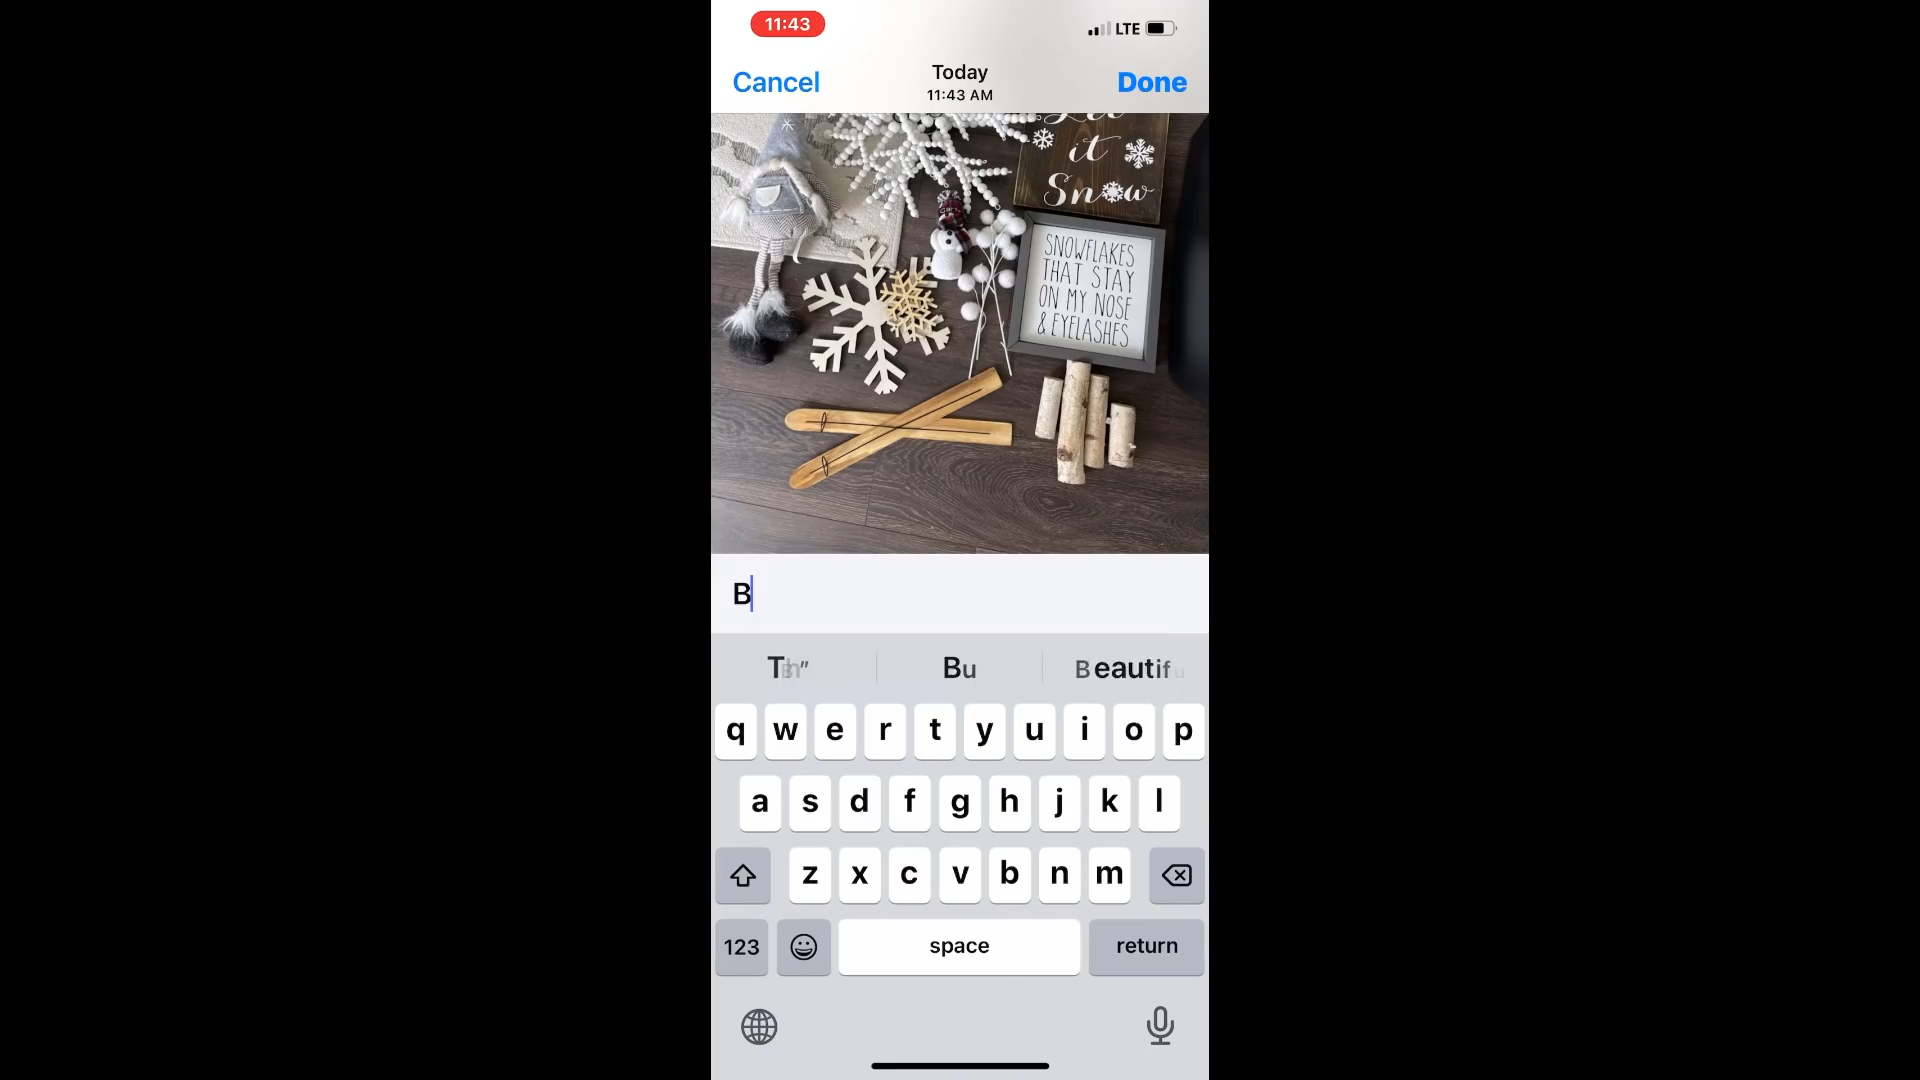 11:43
LTE
Cancel
Today
11:43 AM
Done
it
Snow
SNOWFLAKES
THAT STAY
ON MY NOSE
& EYELASHES
B
Bu
q w e r t y u i o p
a s d f g h j k l
z x c v b n m
123
space
return